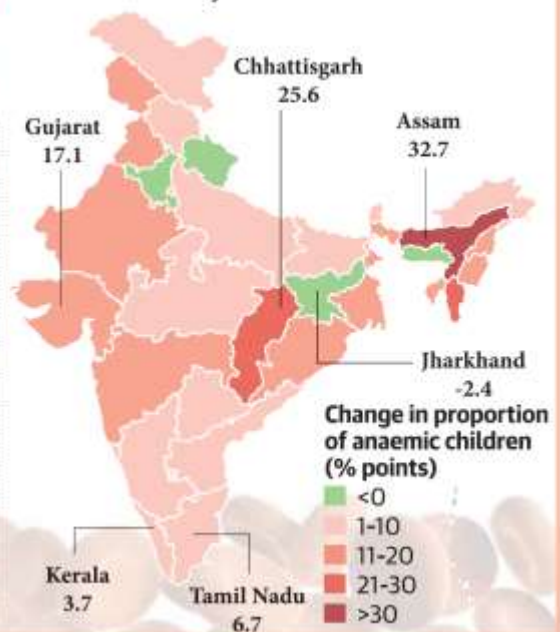 Chhattisgarh
25.6
Gujarat
17.1
Assam
32.7
Jharkhand
-2.4
Change in proportion
of anaemic children
(% points)
<0
1-10
11-20
21-30
>30
Kerala
3.7
Tamil Nadu
6.7